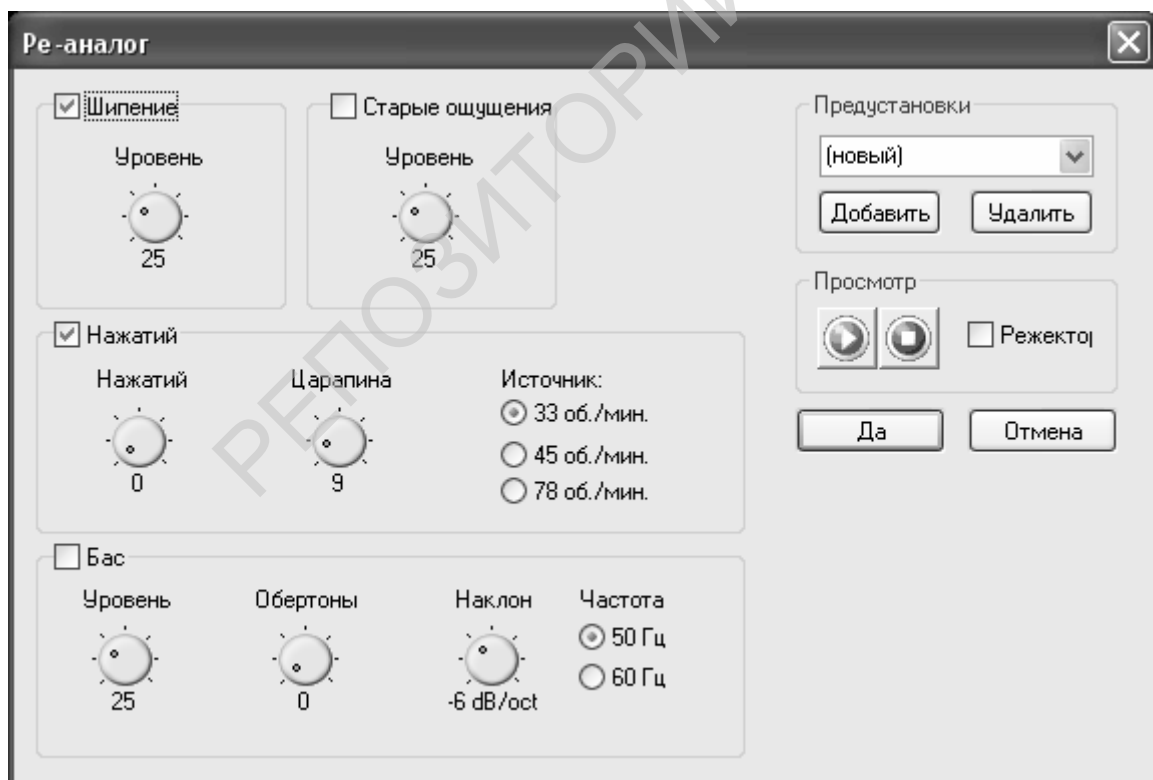 Ре-аналог
Шипение
Уровень
25
Старые ощущения
Уровень
25
Предустановки
(новый)
Добавить
Удалить
Просмотр
Режектор
Да
Отмена
Нажатий
Нажатий
0
Царапина
9
Источник:
33 об./мин.
45 об./мин.
78 об./мин.
Бас
Уровень
25
Обертоны
0
Наклон
-6 dB/oct
Частота
50 Гц
60 Гц
РЕПОЗИТОРИЙ